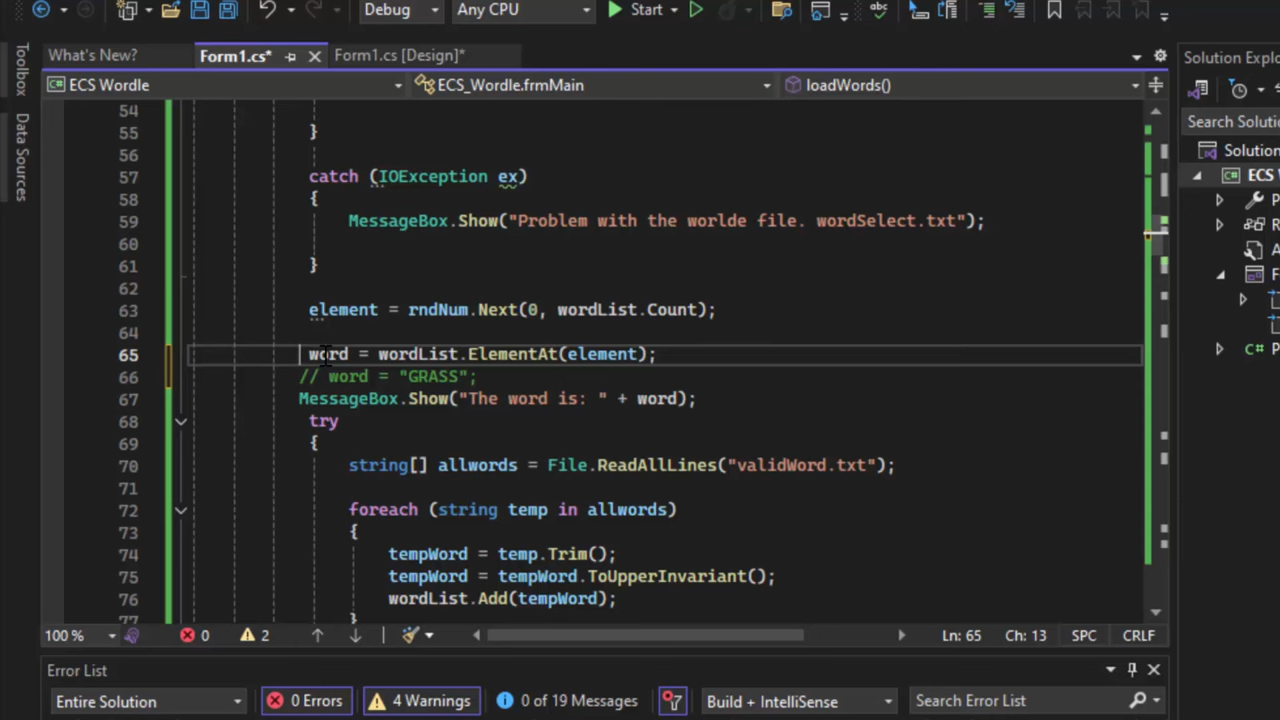 Debug Any CPU Start
What's New? Form1.cs* Form1.cs [Design]*
Solution Explo
Toolbox
Data Sources
ECS Wordle ECS_Wordle.frmMain loadWords()
Search Soluti
Solution
ECS W
54
55 }
56
57 catch (IOException ex)
58 {
59 MessageBox.Show("Problem with the worlde file. wordSelect.txt");
60
61 }
62
63 element = rndNum.Next(0, wordList.Count);
64
65 word = wordList.ElementAt(element);
66 // word = "GRASS";
67 MessageBox.Show("The word is: " + word);
68 try
69 {
70 string[] allwords = File.ReadAllLines("validWord.txt");
71
72 foreach (string temp in allwords)
73 {
74 tempWord = temp.Trim();
75 tempWord = tempWord.ToUpperInvariant();
76 wordList.Add(tempWord);
77 }
100 % 0 2 Ln: 65 Ch: 13 SPC CRLF
Error List
Entire Solution 0 Errors 4 Warnings 0 of 19 Messages Build + IntelliSense Search Error List